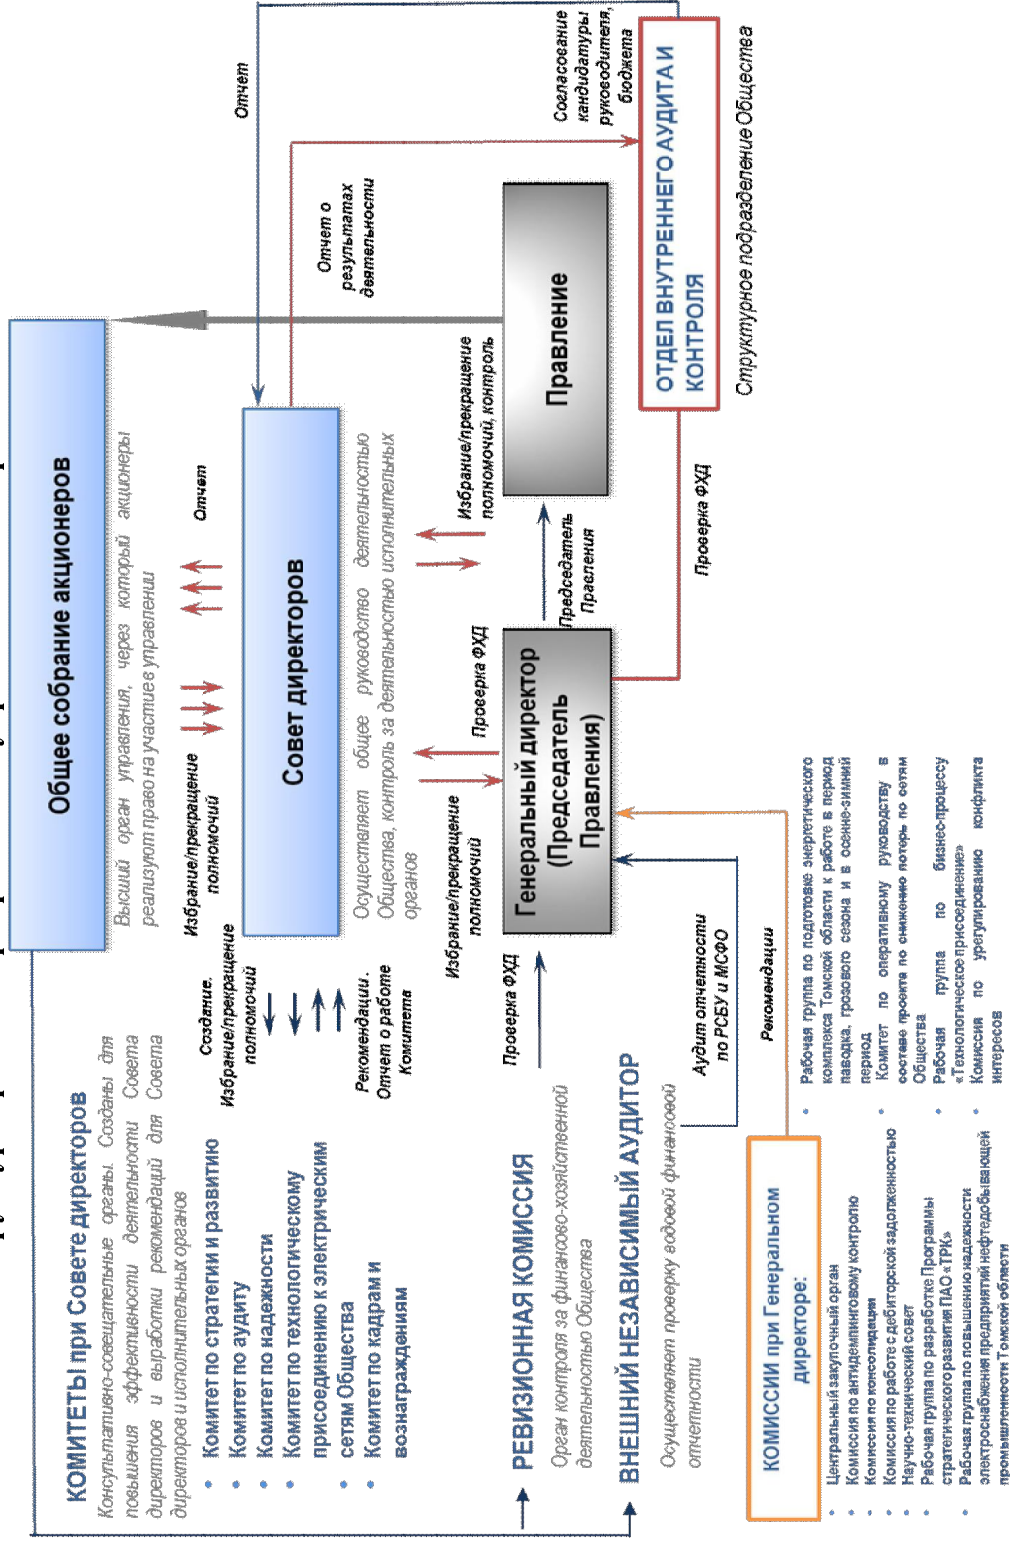 Общее собрание акционеров
Высший орган управления, через который акционеры
реализуют право на участие в управлении
КОМИТЕТЫ при Совете директоров
Консультативно-совещательные органы. Созданы для
повышения эффективности деятельности Совета
директоров и выработки рекомендаций для Совета
директоров и исполнительных органов
• Комитет по стратегии и развитию
• Комитет по аудиту
• Комитет по надежности
• Комитет по технологическому
присоединению к электрическим
сетям Общества
• Комитет по кадрам и
вознаграждениям
Создание.
Избрание/прекращение
полномочий
Рекомендации.
Отчет о работе
Комитета
Избрание/прекращение
полномочий
Отчет
Отчет
Совет директоров
Осуществляет общее руководство деятельностью
Общества, контроль за деятельностью исполнительных
органов
Отчет о
результатах
деятельности
Согласование
кандидатуры
руководителя,
бюджета
Избрание/прекращение
полномочий
Проверка ФХД
Избрание/прекращение
полномочий, контроль
РЕВИЗИОННАЯ КОМИССИЯ
Орган контроля за финансово-хозяйственной
деятельностью Общества
Проверка ФХД
Генеральный директор
(Председатель
Правления)
Председатель
Правления
Правление
ВНЕШНИЙ НЕЗАВИСИМЫЙ АУДИТОР
Осуществляет проверку годовой финансовой
отчетности
Аудит отчетности
по РСБУ и МСФО
Проверка ФХД
ОТДЕЛ ВНУТРЕННЕГО АУДИТА И
КОНТРОЛЯ
Структурное подразделение Общества
Рекомендации
КОМИССИИ при Генеральном
директоре:
• Центральный закупочный орган
• Комиссия по антидемпинговому контролю
• Комиссия по консолидации
• Комиссия по работе с дебиторской задолженностью
• Научно-технический совет
• Рабочая группа по разработке Программы
стратегического развития ПАО «ТРК»
• Рабочая группа по повышению надежности
электроснабжения предприятий нефтедобывающей
промышленности Томской области
• Рабочая группа по подготовке энергетического
комплекса Томской области к работе в период
паводка, грозового сезона и в осенне-зимний
период
• Комитет по оперативному руководству в
составе проекта по снижению потерь по сетям
Общества
• Рабочая группа по бизнес-процессу
«Технологическое присоединение»
• Комиссия по урегулированию конфликта
интересов